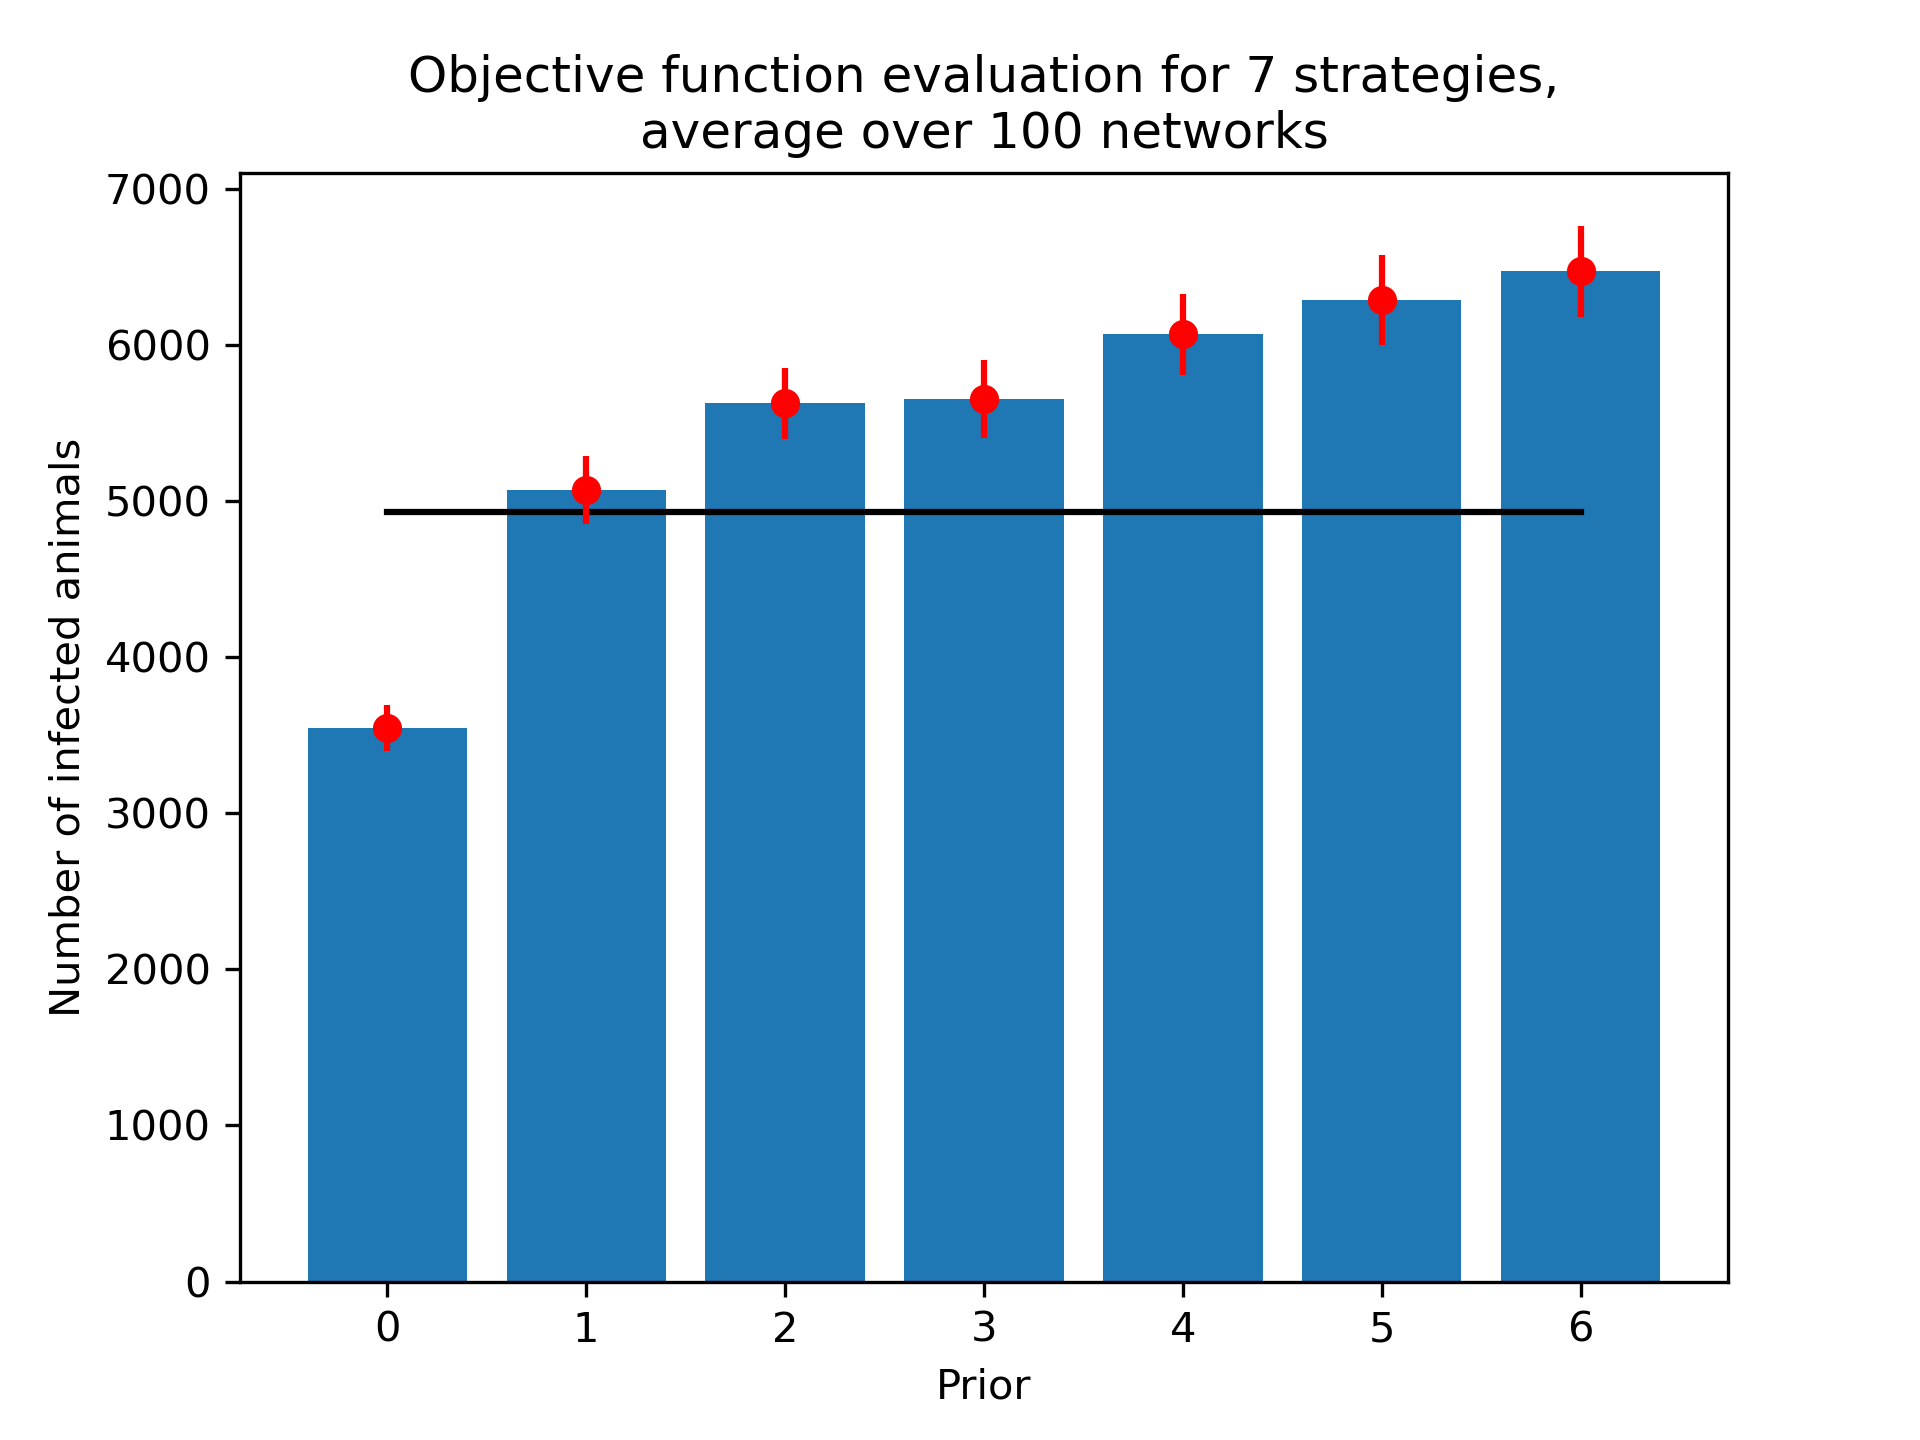 Objective function evaluation for 7 strategies,
average over 100 networks
7000
6000
5000
4000
3000
2000
1000
0
Number of infected animals
0 1 2 3 4 5 6
Prior